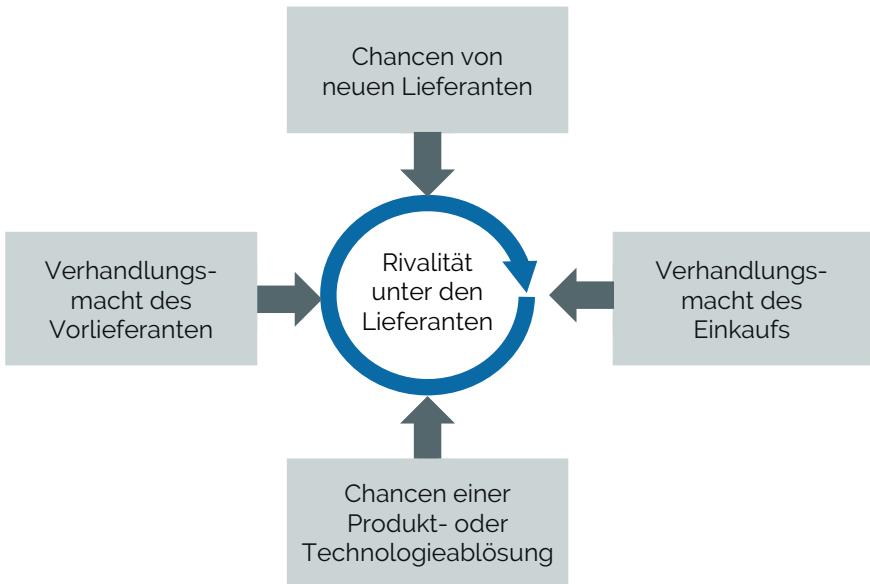 Chancen von
neuen Lieferanten
Verhandlungs-
macht des
Vorlieferanten
Rivalität
unter den
Lieferanten
Verhandlungs-
macht des
Einkaufs
Chancen einer
Produkt- oder
Technologieablösung